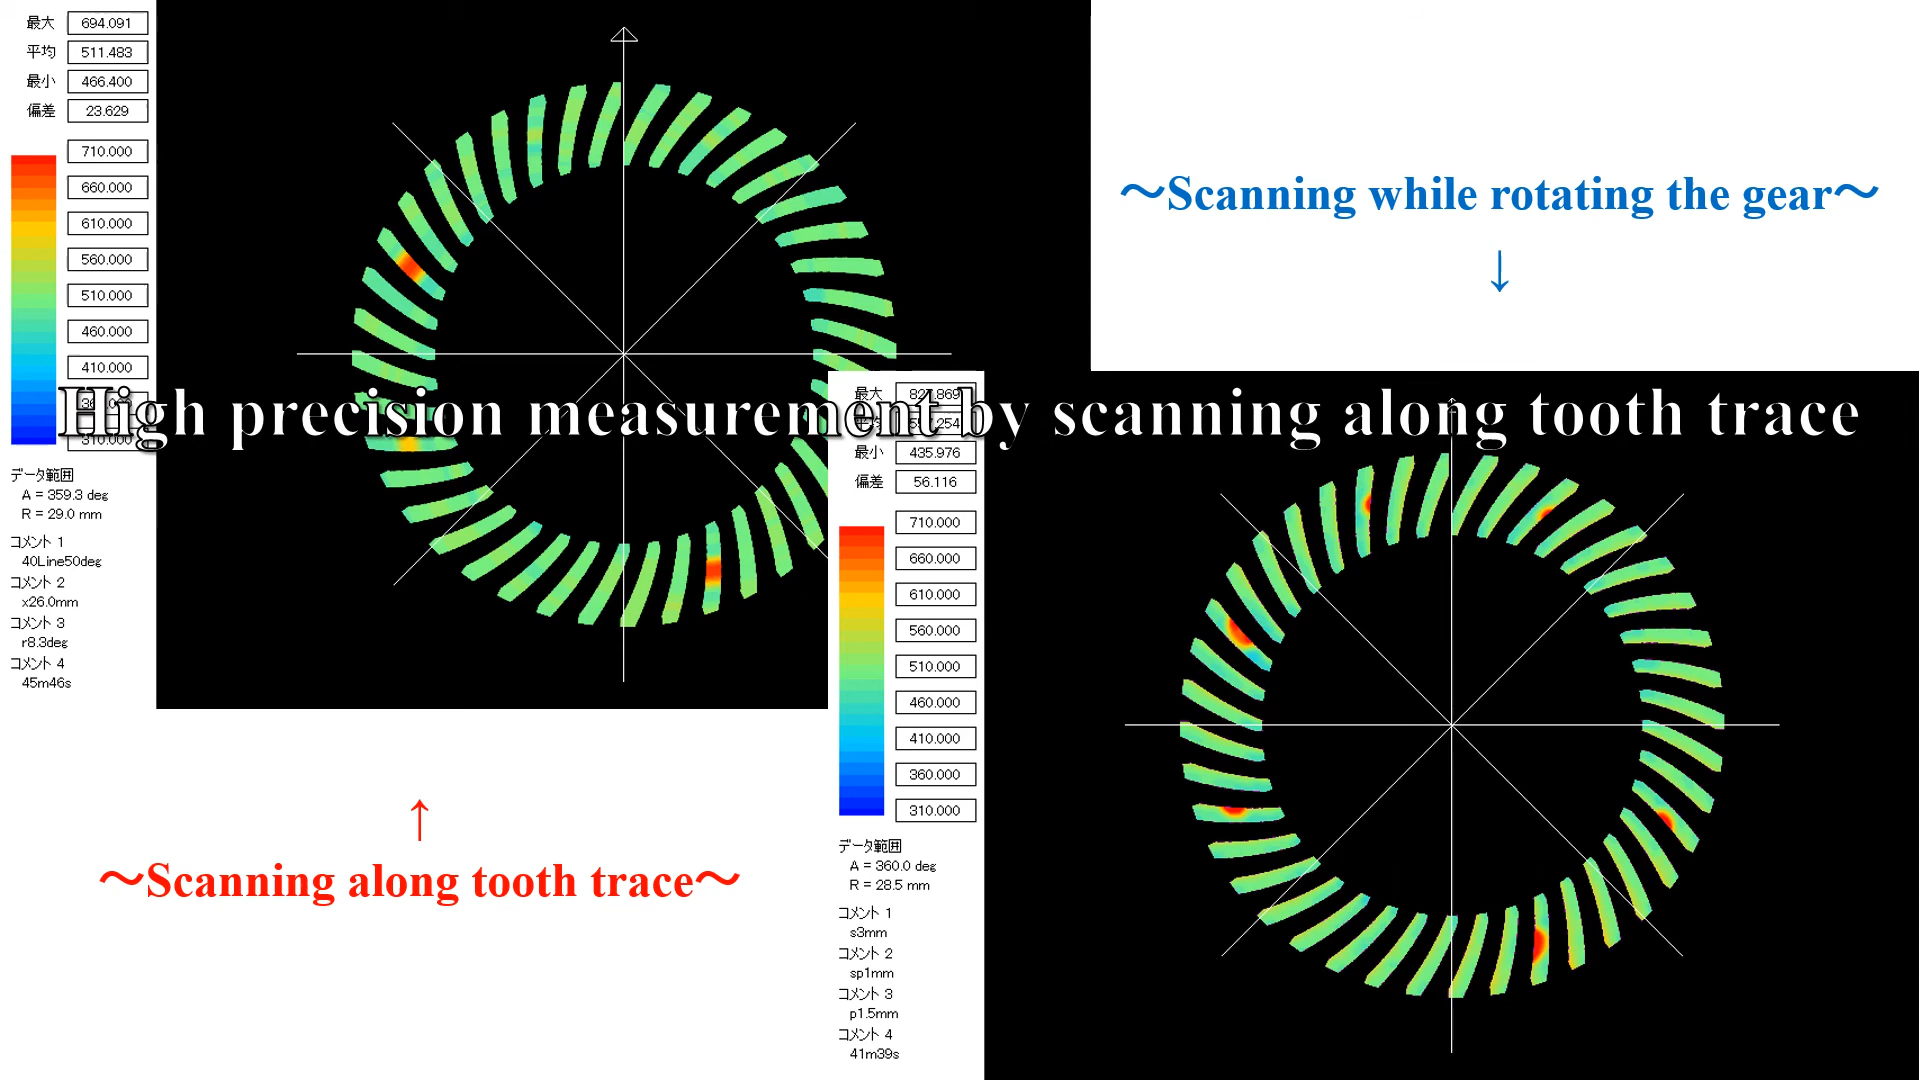 最大 694.091
平均 511.483
最小 466.400
偏差 23.629
710.000
660.000
610.000
560.000
510.000
460.000
410.000
310.000
データ範囲
A = 359.3 deg
R = 29.0 mm
コメント 1
40Line50deg
コメント 2
x26.0mm
コメント 3
r8.3deg
コメント 4
45m46s
〜Scanning while rotating the gear〜
↓
High precision measurement by scanning along tooth trace
最大 827.869
最小 435.976
偏差 56.116
710.000
660.000
610.000
560.000
510.000
460.000
410.000
360.000
310.000
データ範囲
A = 360.0 deg
R = 28.5 mm
コメント 1
s3mm
コメント 2
sp1mm
コメント 3
p1.5mm
コメント 4
41m39s
↑
〜Scanning along tooth trace〜